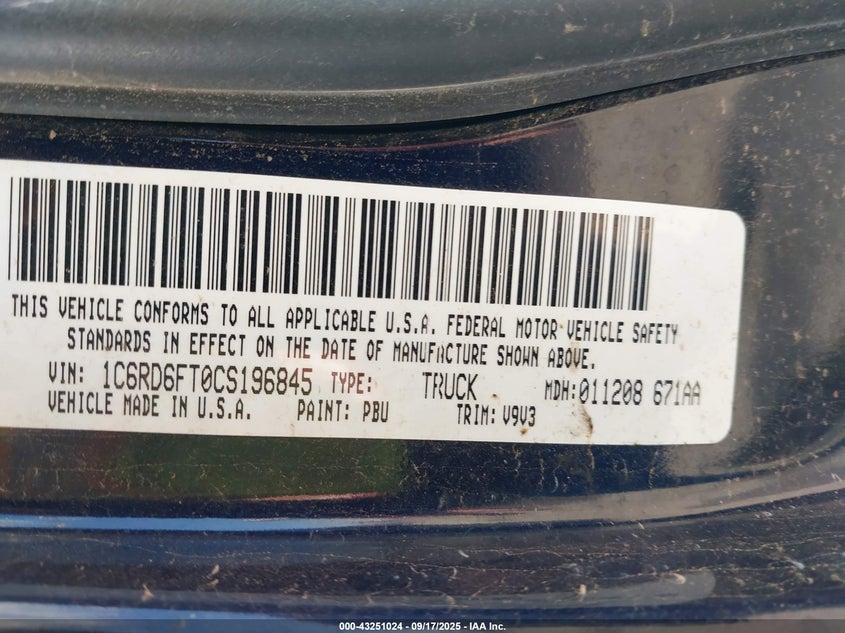 THIS VEHICLE CONFORMS TO ALL APPLICABLE U.S.A. FEDERAL MOTOR VEHICLE SAFETY
STANDARDS IN EFFECT ON THE DATE OF MANUFACTURE SHOWN ABOVE.
VIN: 1C6RD6FT0CS196845 TYPE: TRUCK MDH:011208 671AA
VEHICLE MADE IN U.S.A. PAINT: PBU TRIM: V9V3
000-43251024 - 09/17/2025 - IAA Inc.